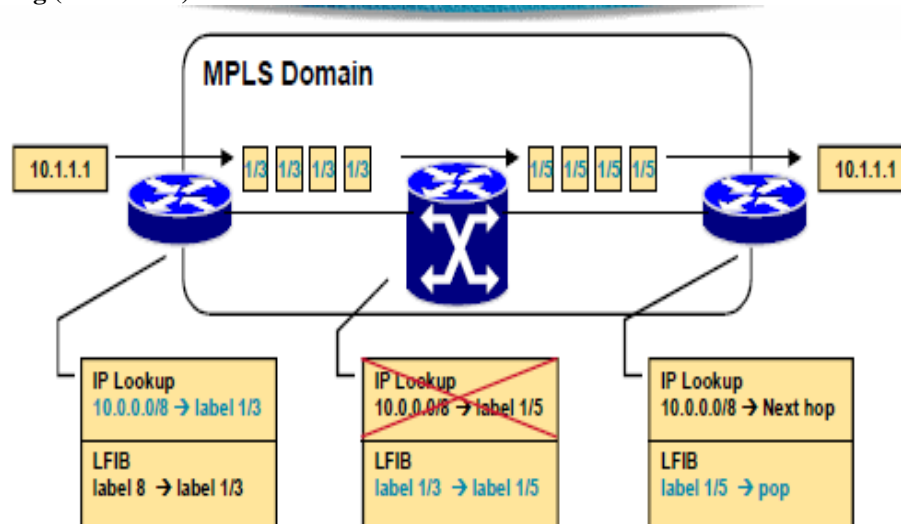 MPLS Domain
10.1.1.1
1/3 1/3 1/3 1/3
1/5 1/5 1/5 1/5
10.1.1.1
IP Lookup
10.0.0.0/8 → label 1/3
LFIB
label 8 → label 1/3
IP Lookup
10.0.0.0/8 → label 1/5
LFIB
label 1/3 → label 1/5
IP Lookup
10.0.0.0/8 → Next hop
LFIB
label 1/5 → pop